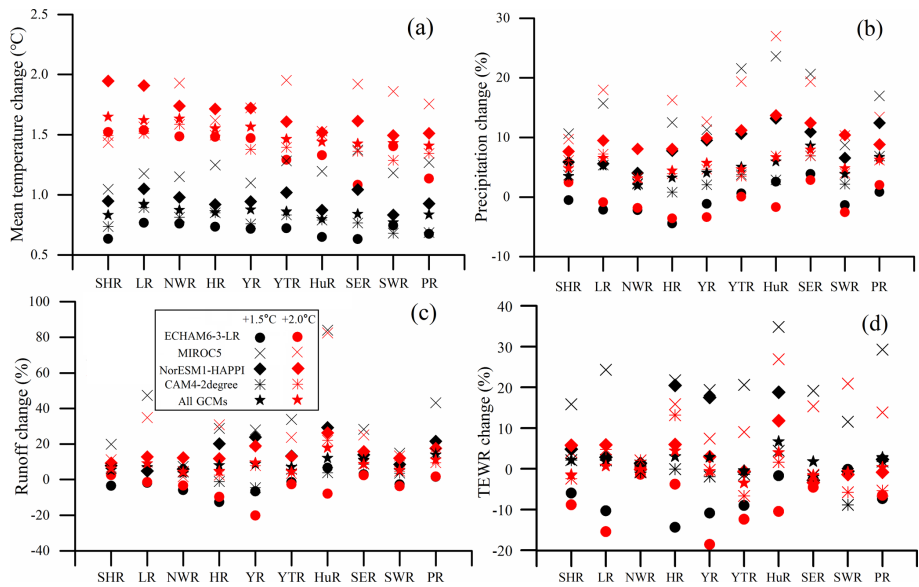 (a)
Mean temperature change (℃)
2.5
2.0
1.5
1.0
0.5
SHR LR NWR HR YR YTR HuR SER SWR PR
(b)
Precipitation change (%)
30
20
10
0
-10
SHR LR NWR HR YR YTR HuR SER SWR PR
(c)
Runoff change (%)
100
80
60
40
20
0
-20
-40
SHR LR NWR HR YR YTR HuR SER SWR PR
+1.5°C +2.0°C
ECHAM6-3-LR
MIROC5
NorESM1-HAPPI
CAM4-2degree
All GCMs
(d)
TEWR change (%)
40
30
20
10
0
-10
-20
SHR LR NWR HR YR YTR HuR SER SWR PR